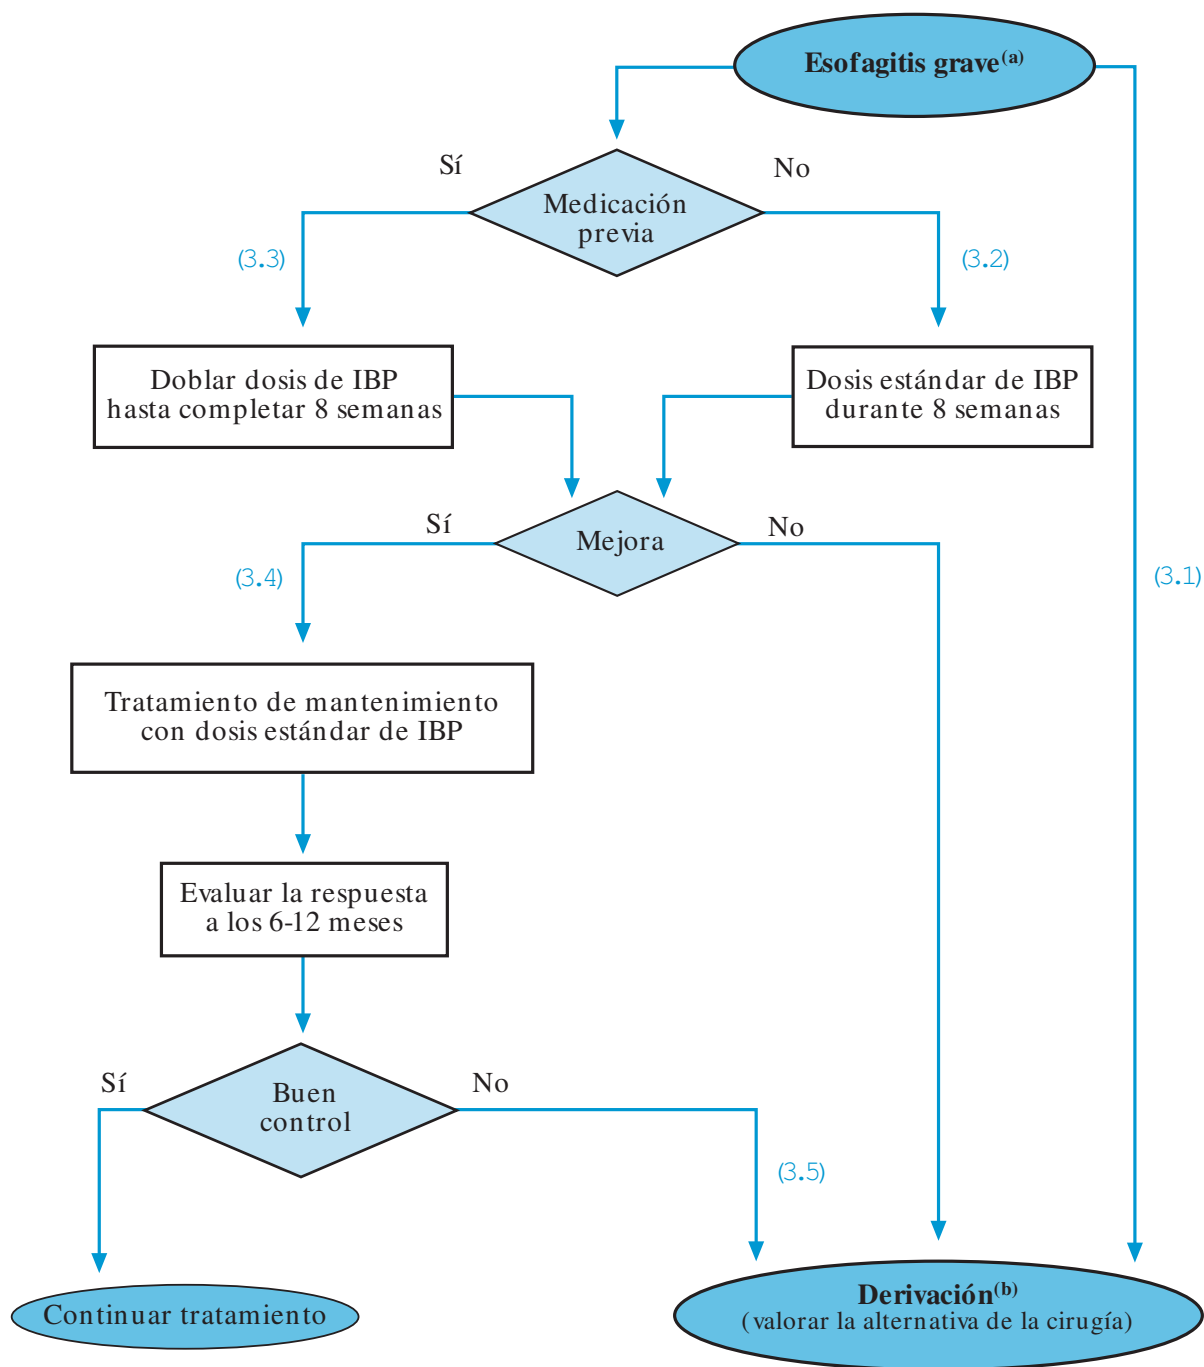 Esofagitis grave(a)
Sí
No
Medicación
previa
(3.3)
(3.2)
Doblar dosis de IBP
hasta completar 8 semanas
Dosis estándar de IBP
durante 8 semanas
Sí
Mejora
No
(3.4)
(3.1)
Tratamiento de mantenimiento
con dosis estándar de IBP
Evaluar la respuesta
a los 6-12 meses
Sí
Buen
control
No
(3.5)
Continuar tratamiento
Derivación(b)
(valorar la alternativa de la cirugía)